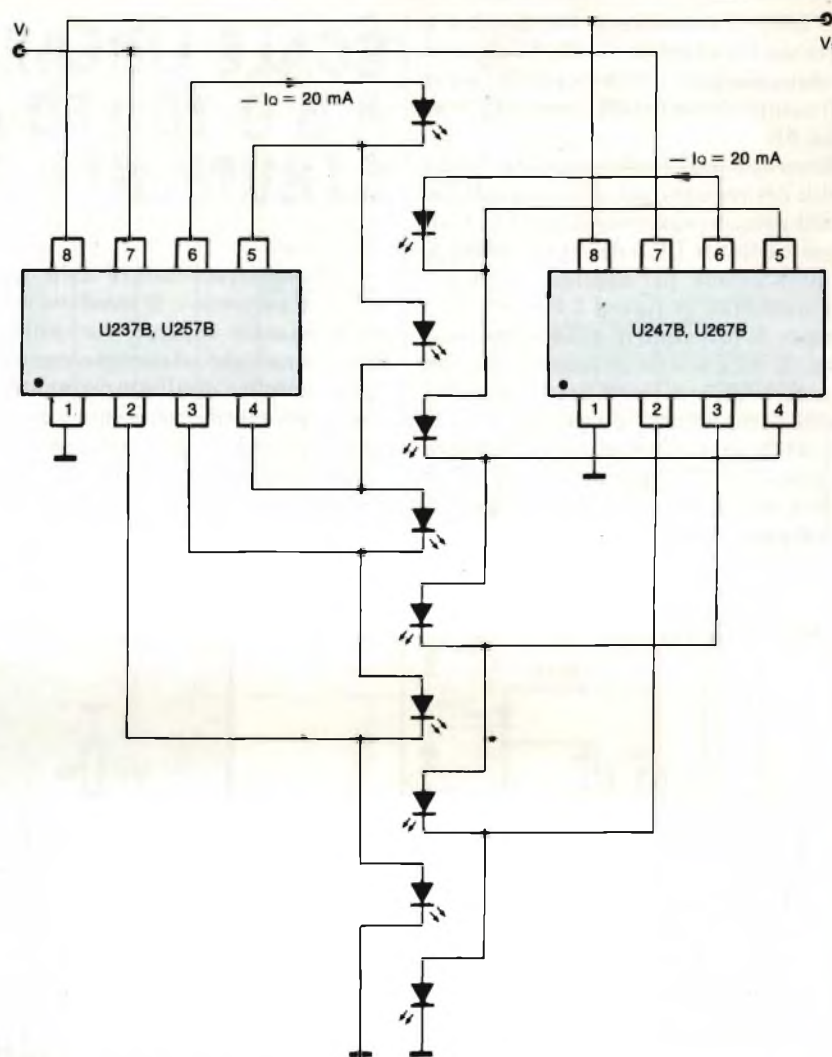 Vi
V
— IQ = 20 mA
— IQ = 20 mA
8 7 6 5
8 7 6 5
U237B, U257B
U247B, U267B
1 2 3 4
1 2 3 4